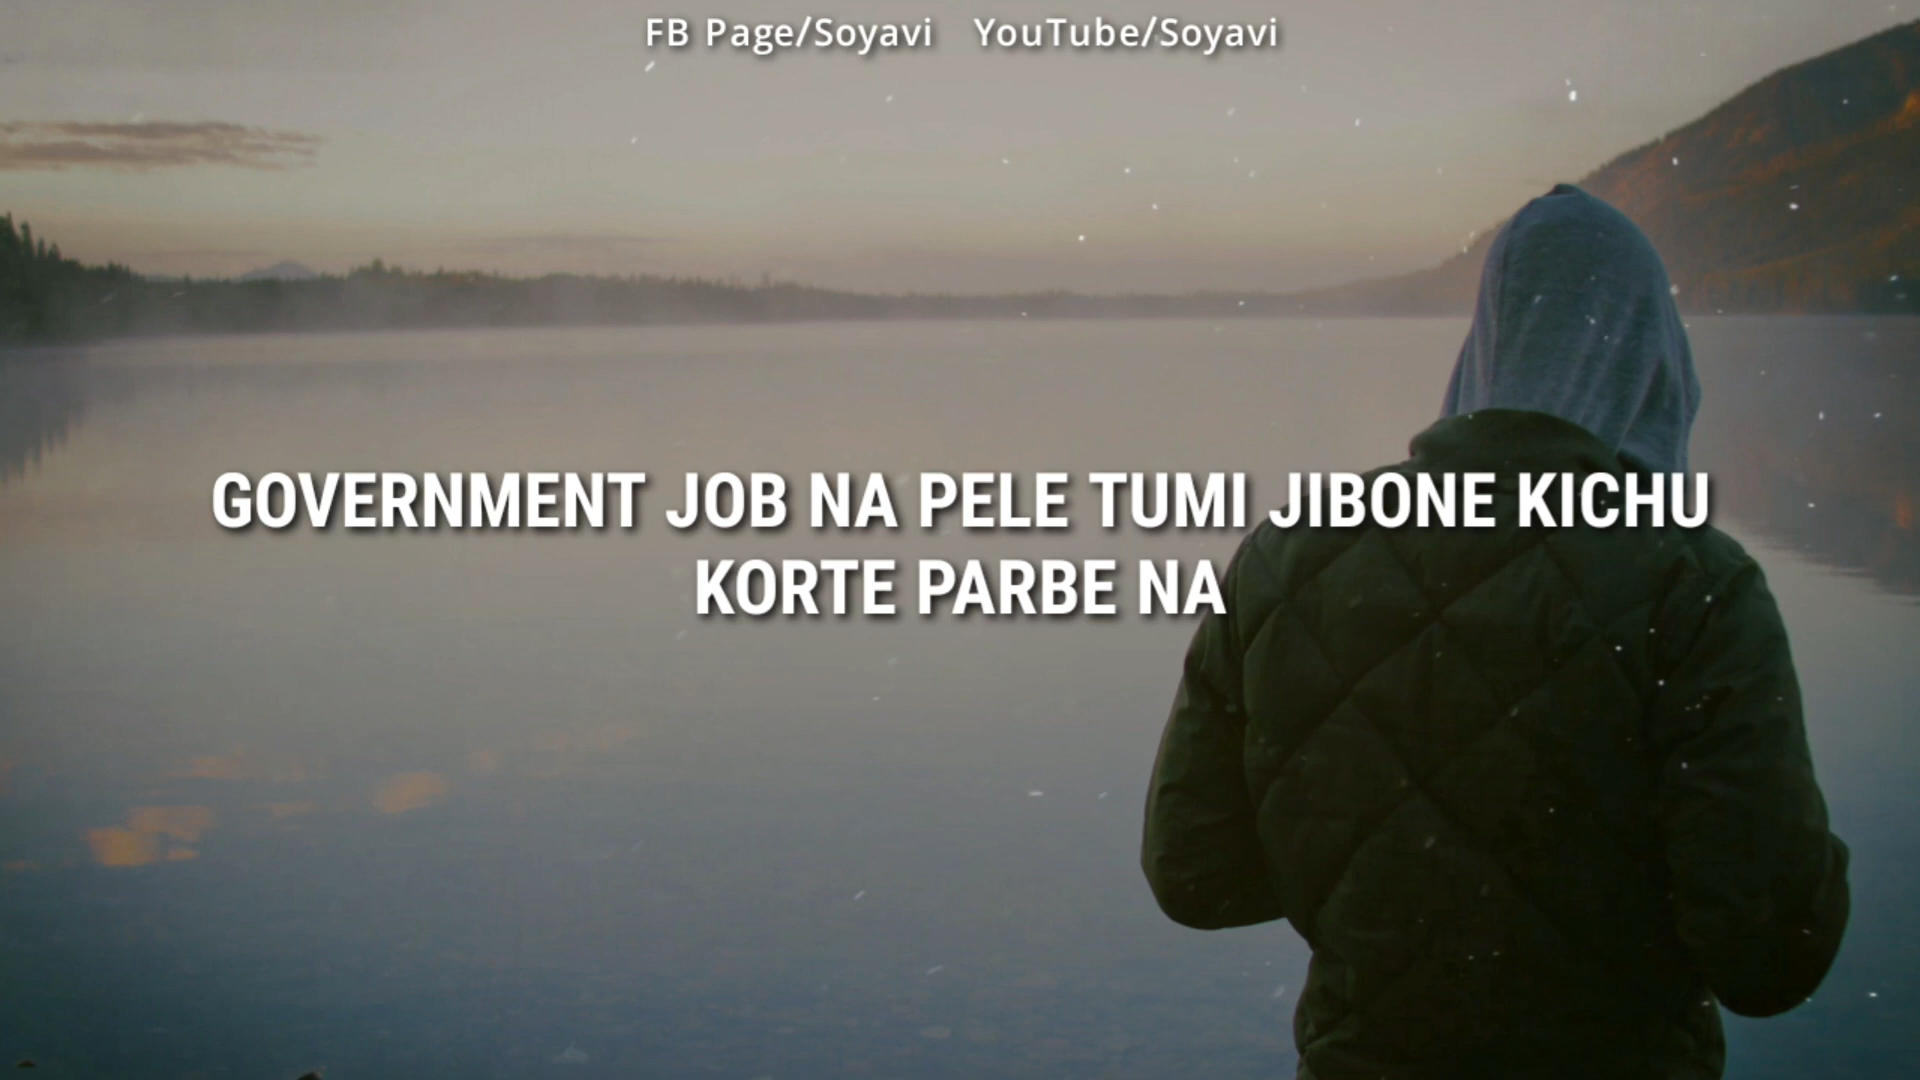 FB Page/Soyavi YouTube/Soyavi
GOVERNMENT JOB NA PELE TUMI JIBONE KICHU
KORTE PARBE NA